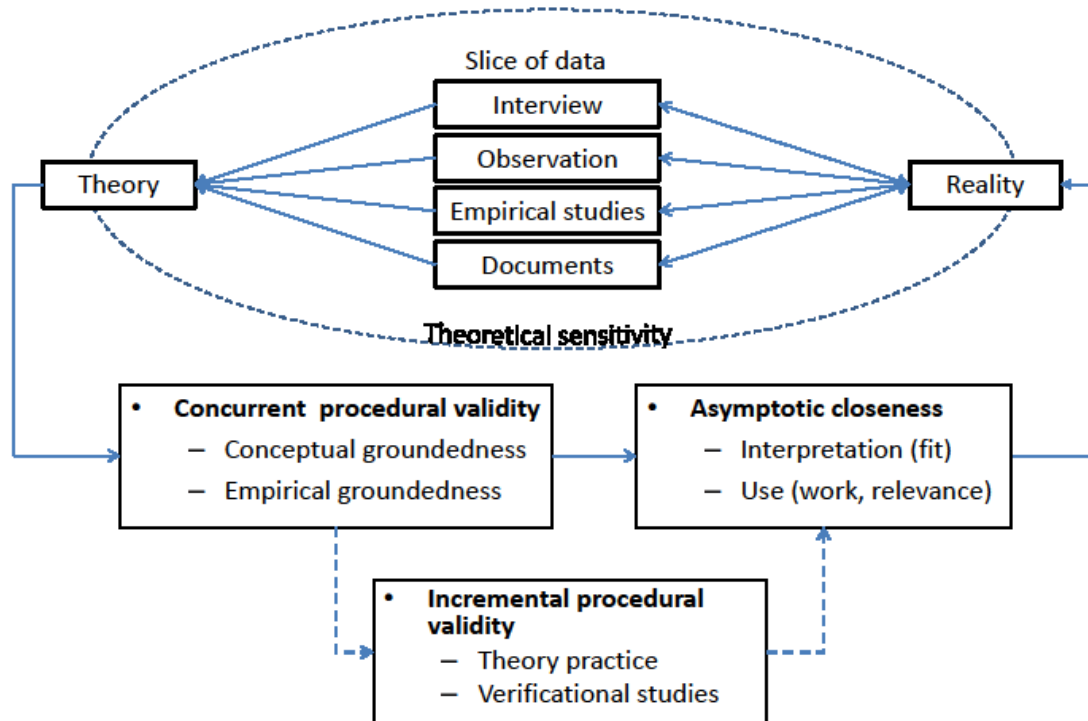 Slice of data
Interview
Observation
Theory
Reality
Empirical studies
Documents
Theoretical sensitivity
• Concurrent procedural validity
– Conceptual groundedness
– Empirical groundedness
• Asymptotic closeness
– Interpretation (fit)
– Use (work, relevance)
• Incremental procedural
validity
– Theory practice
– Verificational studies